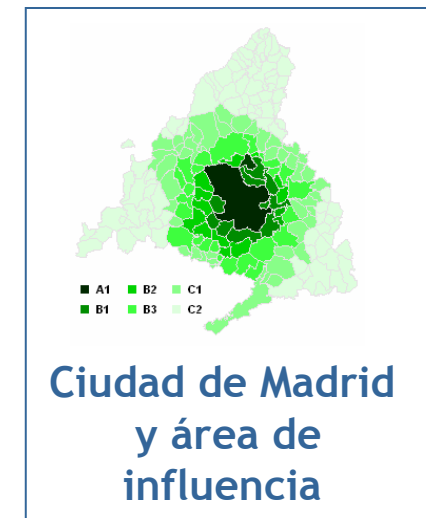 A1 B2 C1
B1 B3 C2
Ciudad de Madrid
y área de
influencia